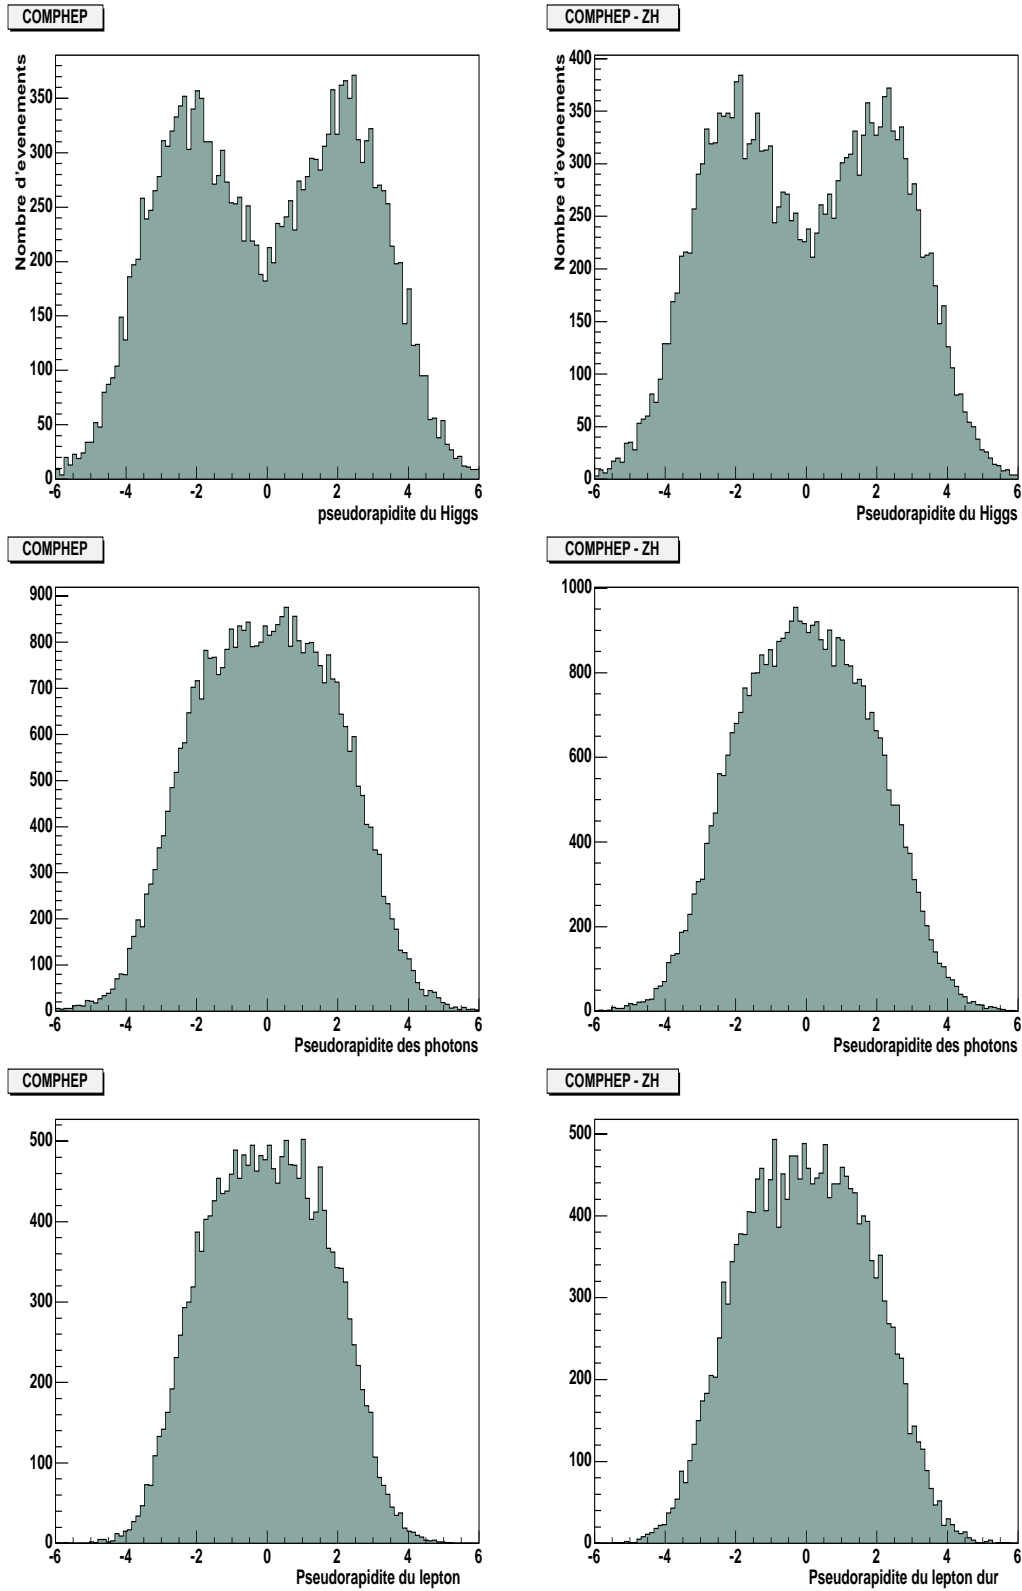 COMPHEP
COMPHEP - ZH
Nombre d'evenements
350
300
250
200
150
100
50
0
-6 -4 -2 0 2 4 6
pseudorapidite du Higgs
Nombre d'evenements
400
350
300
250
200
150
100
50
0
-6 -4 -2 0 2 4 6
Pseudorapidite du Higgs
COMPHEP
COMPHEP - ZH
900
800
700
600
500
400
300
200
100
0
-6 -4 -2 0 2 4 6
Pseudorapidite des photons
1000
800
600
400
200
0
-6 -4 -2 0 2 4 6
Pseudorapidite des photons
COMPHEP
COMPHEP - ZH
500
400
300
200
100
0
-6 -4 -2 0 2 4 6
Pseudorapidite du lepton
500
400
300
200
100
0
-6 -4 -2 0 2 4 6
Pseudorapidite du lepton dur